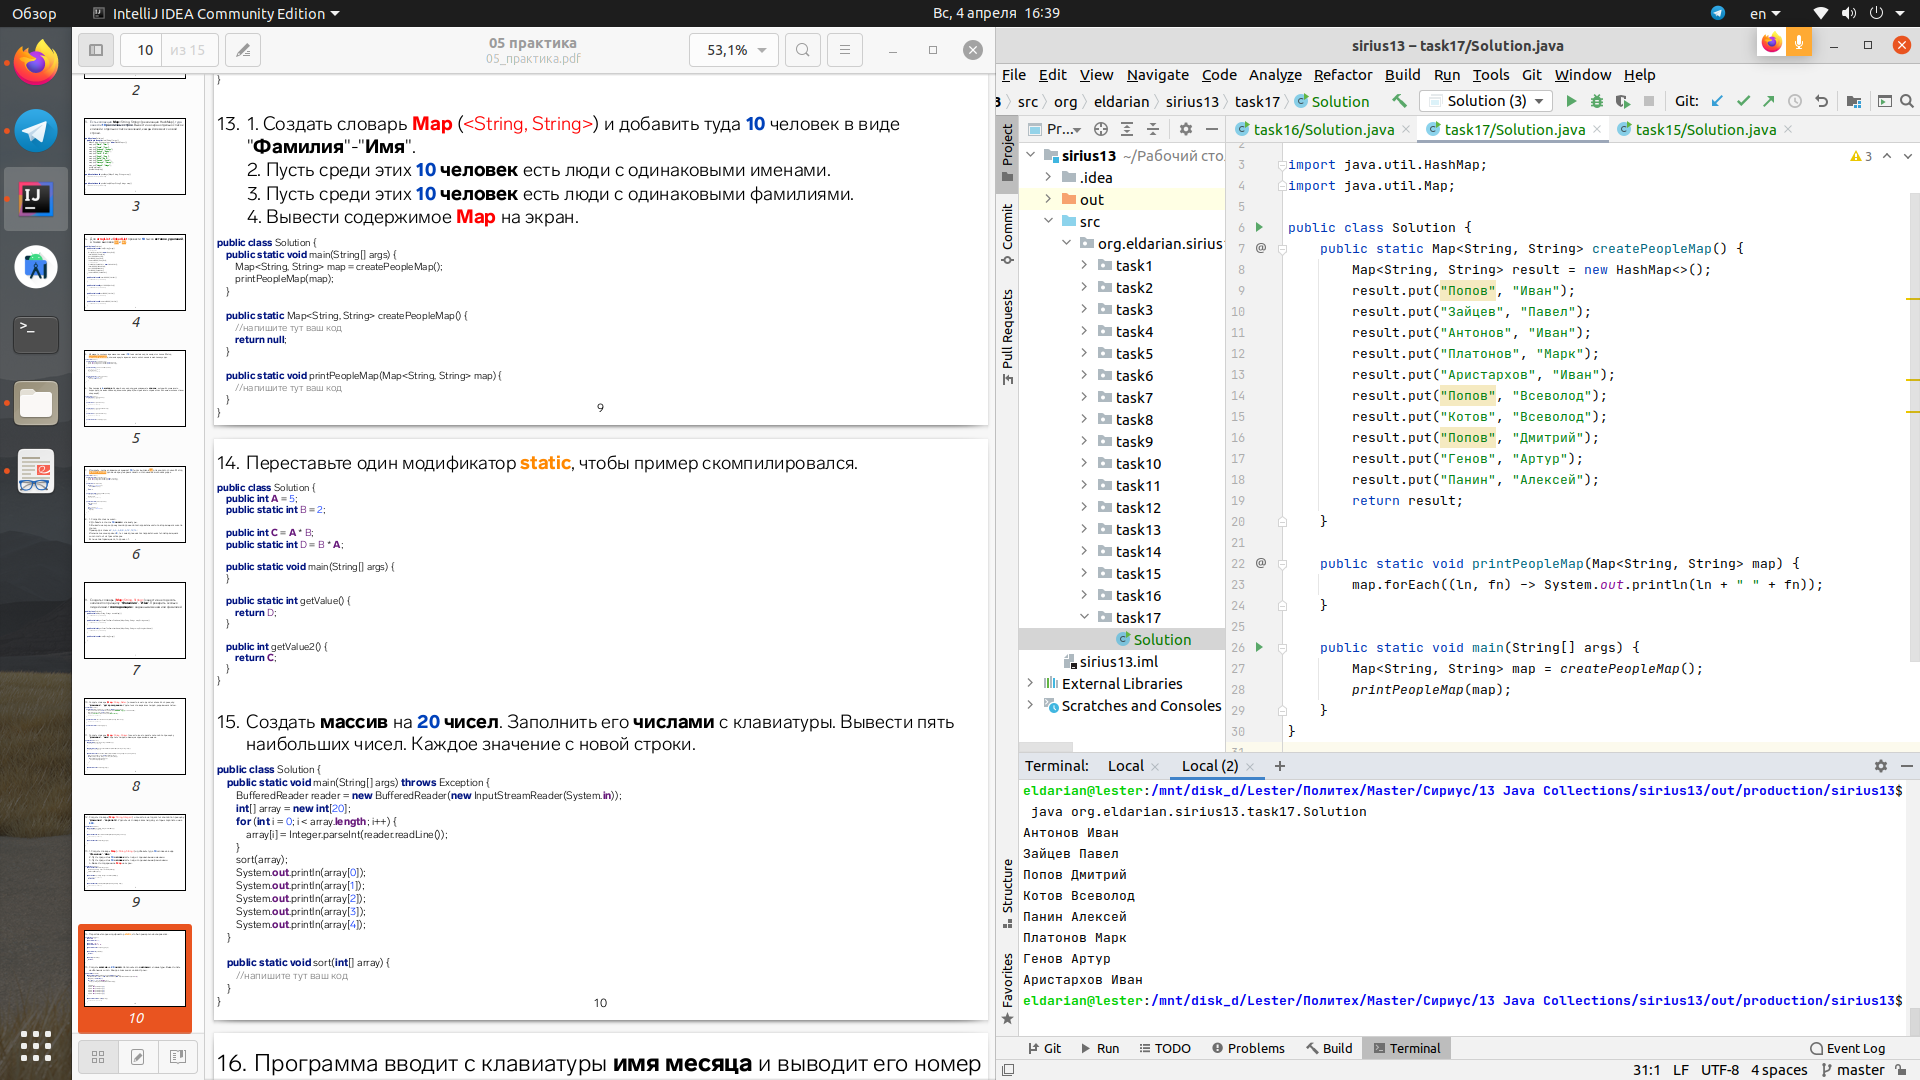 Обзор
IntelliJ IDEA Community Edition
Вс, 4 апреля 16:39
en
10
из 15
05 практика
05_практика.pdf
53,1%
2
3
4
5
6
7
8
9
10
}
13. 1. Создать словарь Map (<String, String>) и добавить туда 10 человек в виде
"Фамилия"-"Имя".
2. Пусть среди этих 10 человек есть люди с одинаковыми именами.
3. Пусть среди этих 10 человек есть люди с одинаковыми фамилиями.
4. Вывести содержимое Map на экран.
public class Solution {
public static void main(String[] args) {
Map<String, String> map = createPeopleMap();
printPeopleMap(map);
}
public static Map<String, String> createPeopleMap() {
//напишите тут ваш код
return null;
}
public static void printPeopleMap(Map<String, String> map) {
//напишите тут ваш код
}
}
9
14. Переставьте один модификатор static, чтобы пример скомпилировался.
public class Solution {
public int A = 5;
public static int B = 2;
public int C = A * B;
public static int D = B * A;
public static void main(String[] args) {
}
public static int getValue() {
return D;
}
public int getValue2() {
return C;
}
}
15. Создать массив на 20 чисел. Заполнить его числами с клавиатуры. Вывести пять
наибольших чисел. Каждое значение с новой строки.
public class Solution {
public static void main(String[] args) throws Exception {
BufferedReader reader = new BufferedReader(new InputStreamReader(System.in));
int[] array = new int[20];
for (int i = 0; i < array.length; i++) {
array[i] = Integer.parseInt(reader.readLine());
}
sort(array);
System.out.println(array[0]);
System.out.println(array[1]);
System.out.println(array[2]);
System.out.println(array[3]);
System.out.println(array[4]);
}
public static void sort(int[] array) {
//напишите тут ваш код
}
}
10
16. Программа вводит с клавиатуры имя месяца и выводит его номер
sirius13 – task17/Solution.java
File Edit View Navigate Code Analyze Refactor Build Run Tools Git Window Help
3 src org eldarian sirius13 task17 Solution
Solution (3)
Git:
Project
Commit
Pull Requests
Structure
Favorites
Pr...
sirius13 ~/Рабочий сто
.idea
out
src
org.eldarian.sirius
task1
task2
task3
task4
task5
task6
task7
task8
task9
task10
task11
task12
task13
task14
task15
task16
task17
Solution
sirius13.iml
External Libraries
Scratches and Consoles
task16/Solution.java
task17/Solution.java
task15/Solution.java
3
2
3 import java.util.HashMap;
4 import java.util.Map;
5
6 public class Solution {
7 @ public static Map<String, String> createPeopleMap() {
8 Map<String, String> result = new HashMap<>();
9 result.put("Попов", "Иван");
10 result.put("Зайцев", "Павел");
11 result.put("Антонов", "Иван");
12 result.put("Платонов", "Марк");
13 result.put("Аристархов", "Иван");
14 result.put("Попов", "Всеволод");
15 result.put("Котов", "Всеволод");
16 result.put("Попов", "Дмитрий");
17 result.put("Генов", "Артур");
18 result.put("Панин", "Алексей");
19 return result;
20 }
21
22 @ public static void printPeopleMap(Map<String, String> map) {
23 map.forEach((ln, fn) -> System.out.println(ln + " " + fn));
24 }
25
26 public static void main(String[] args) {
27 Map<String, String> map = createPeopleMap();
28 printPeopleMap(map);
29 }
30 }
31
Terminal: Local Local (2)
eldarian@lester:/mnt/disk_d/Lester/Политех/Master/Сириус/13 Java Collections/sirius13/out/production/sirius13$
java org.eldarian.sirius13.task17.Solution
Антонов Иван
Зайцев Павел
Попов Дмитрий
Котов Всеволод
Панин Алексей
Платонов Марк
Генов Артур
Аристархов Иван
eldarian@lester:/mnt/disk_d/Lester/Политех/Master/Сириус/13 Java Collections/sirius13/out/production/sirius13$
Git Run TODO Problems Build Terminal Event Log
31:1 LF UTF-8 4 spaces master